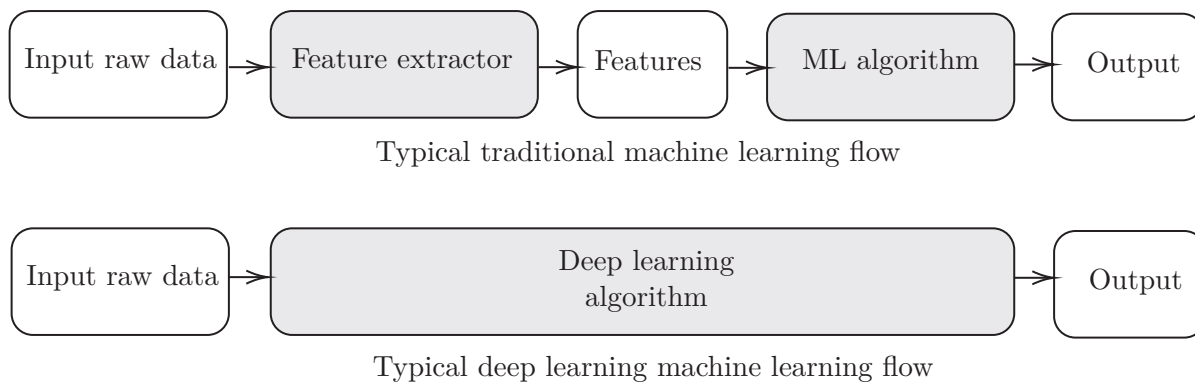 Input raw data Feature extractor Features ML algorithm Output
Typical traditional machine learning flow
Input raw data Deep learning Output
algorithm
Typical deep learning machine learning flow